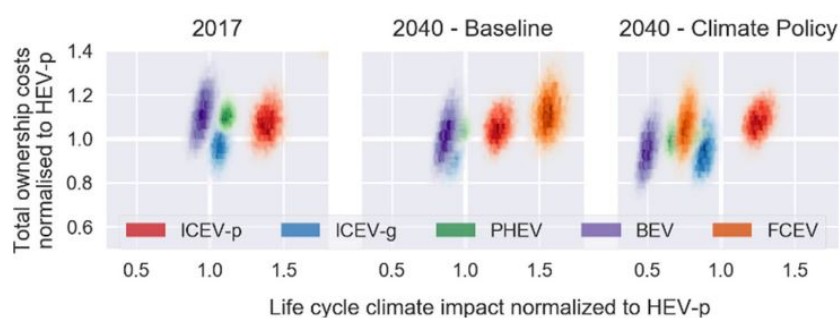 2017 2040 - Baseline 2040 - Climate Policy
Total ownership costs
normalised to HEV-p
1.4
1.2
1.0
0.8
0.6
ICEV-p ICEV-g PHEV BEV FCEV
0.5 1.0 1.5 0.5 1.0 1.5 0.5 1.0 1.5
Life cycle climate impact normalized to HEV-p